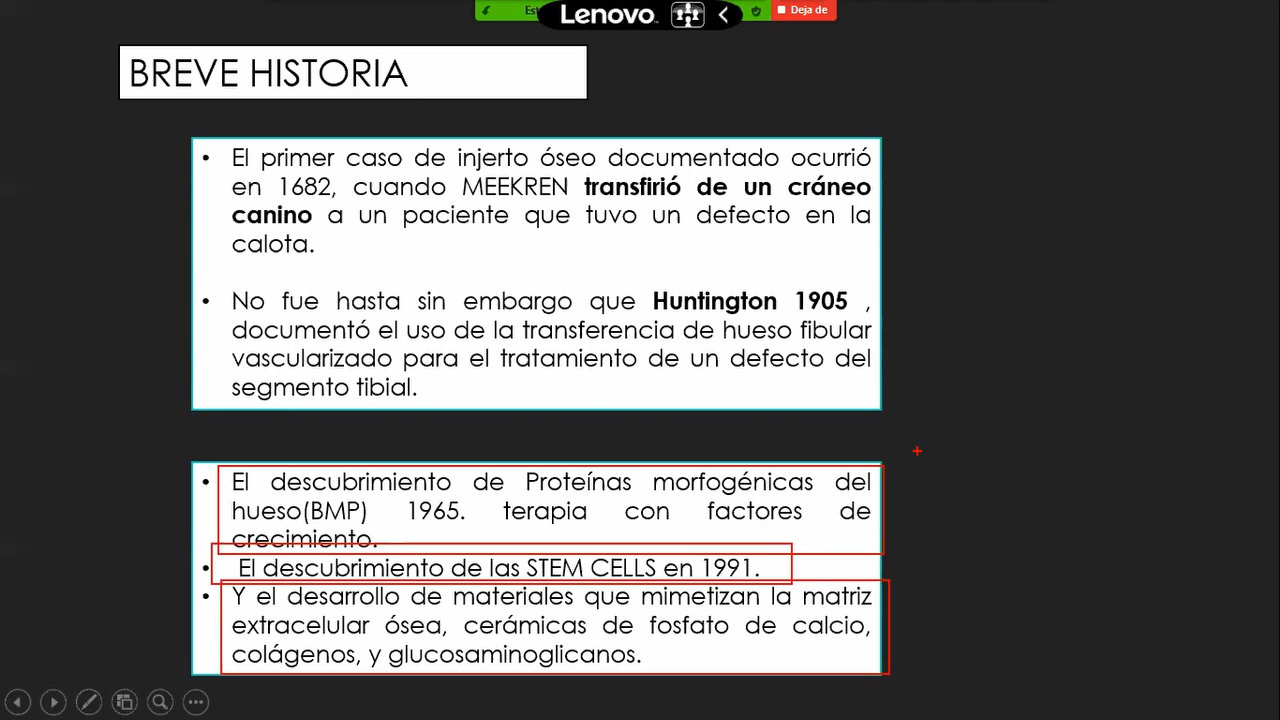 Est
Lenovo
Deja de
BREVE HISTORIA
• El primer caso de injerto óseo documentado ocurrió
en 1682, cuando MEEKREN transfirió de un cráneo
canino a un paciente que tuvo un defecto en la
calota.
• No fue hasta sin embargo que Huntington 1905 ,
documentó el uso de la transferencia de hueso fibular
vascularizado para el tratamiento de un defecto del
segmento tibial.
• El descubrimiento de Proteínas morfogénicas del
hueso(BMP) 1965. terapia con factores de
crecimiento.
• El descubrimiento de las STEM CELLS en 1991.
• Y el desarrollo de materiales que mimetizan la matriz
extracelular ósea, cerámicas de fosfato de calcio,
colágenos, y glucosaminoglicanos.